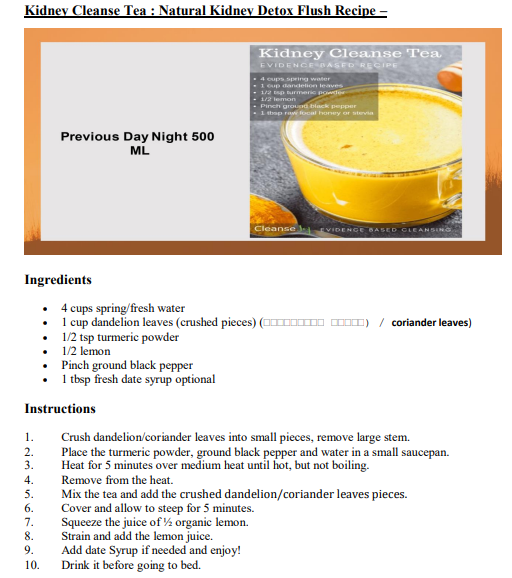 Kidney Cleanse Tea : Natural Kidney Detox Flush Recipe –
Kidney Cleanse Tea
EVIDENCE-BASED RECIPE
• 4 cups spring water
• 1 cup dandelion leaves
• 1/2 tsp turmeric powder
• 1/2 lemon
• Pinch ground black pepper
• 1 tbsp raw local honey or stevia
Previous Day Night 500
ML
Cleanse
EVIDENCE BASED CLEANSING
Ingredients
• 4 cups spring/fresh water
• 1 cup dandelion leaves (crushed pieces) (□□□□□□□□□ □□□□□) / coriander leaves)
• 1/2 tsp turmeric powder
• 1/2 lemon
• Pinch ground black pepper
• 1 tbsp fresh date syrup optional
Instructions
1. Crush dandelion/coriander leaves into small pieces, remove large stem.
2. Place the turmeric powder, ground black pepper and water in a small saucepan.
3. Heat for 5 minutes over medium heat until hot, but not boiling.
4. Remove from the heat.
5. Mix the tea and add the crushed dandelion/coriander leaves pieces.
6. Cover and allow to steep for 5 minutes.
7. Squeeze the juice of ½ organic lemon.
8. Strain and add the lemon juice.
9. Add date Syrup if needed and enjoy!
10. Drink it before going to bed.